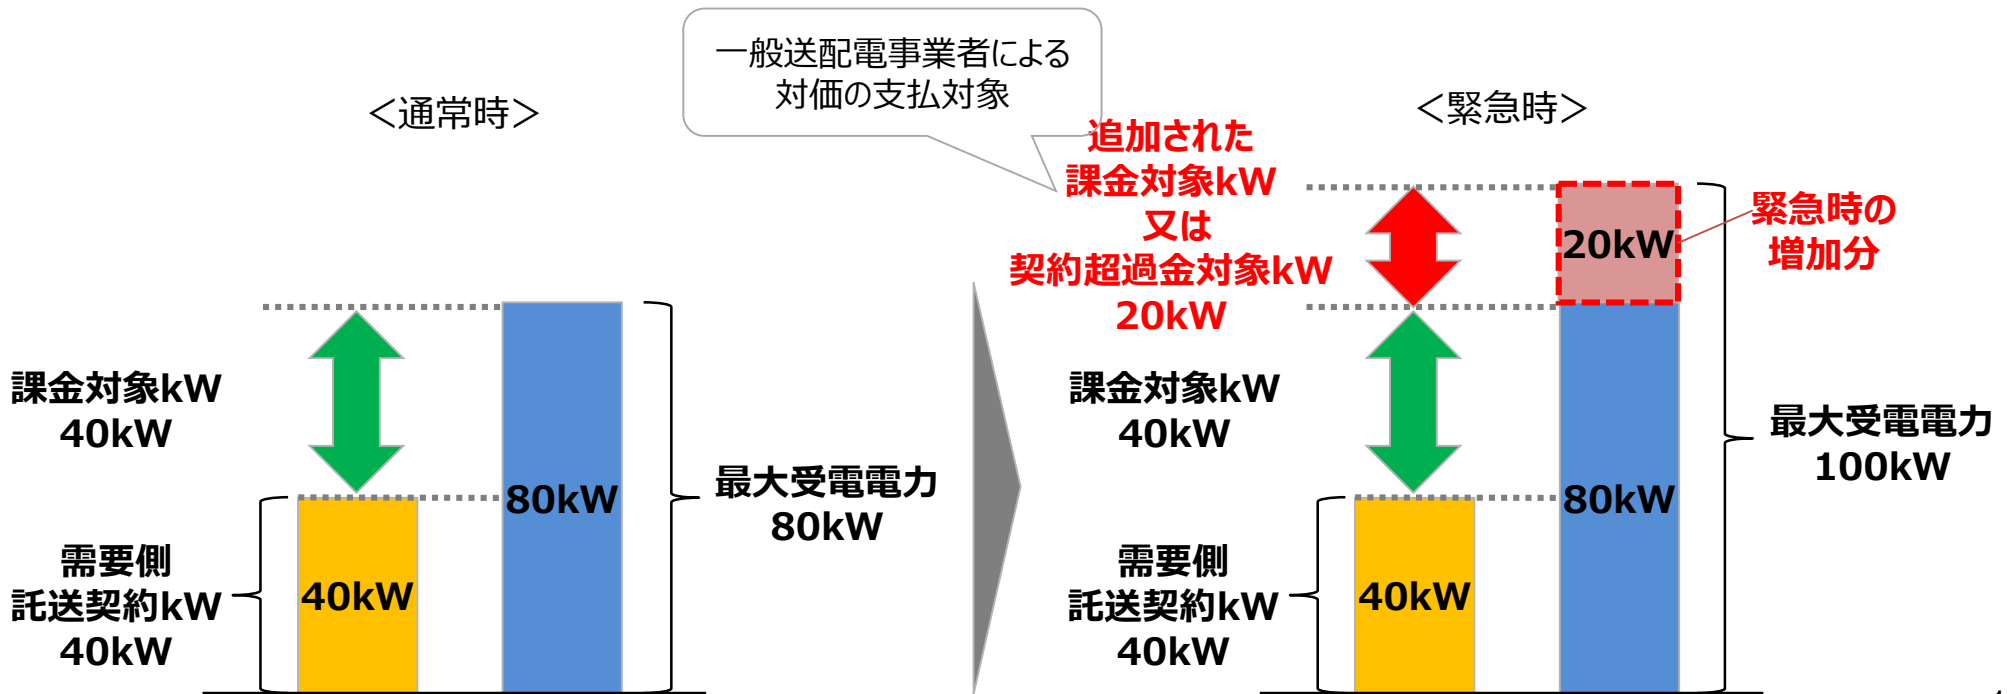 一般送配電事業者による
対価の支払対象
＜通常時＞
課金対象kW
40kW
需要側
託送契約kW
40kW
40kW
80kW
最大受電電力
80kW
＜緊急時＞
追加された
課金対象kW
又は
契約超過金対象kW
20kW
課金対象kW
40kW
需要側
託送契約kW
40kW
40kW
20kW
80kW
緊急時の
増加分
最大受電電力
100kW